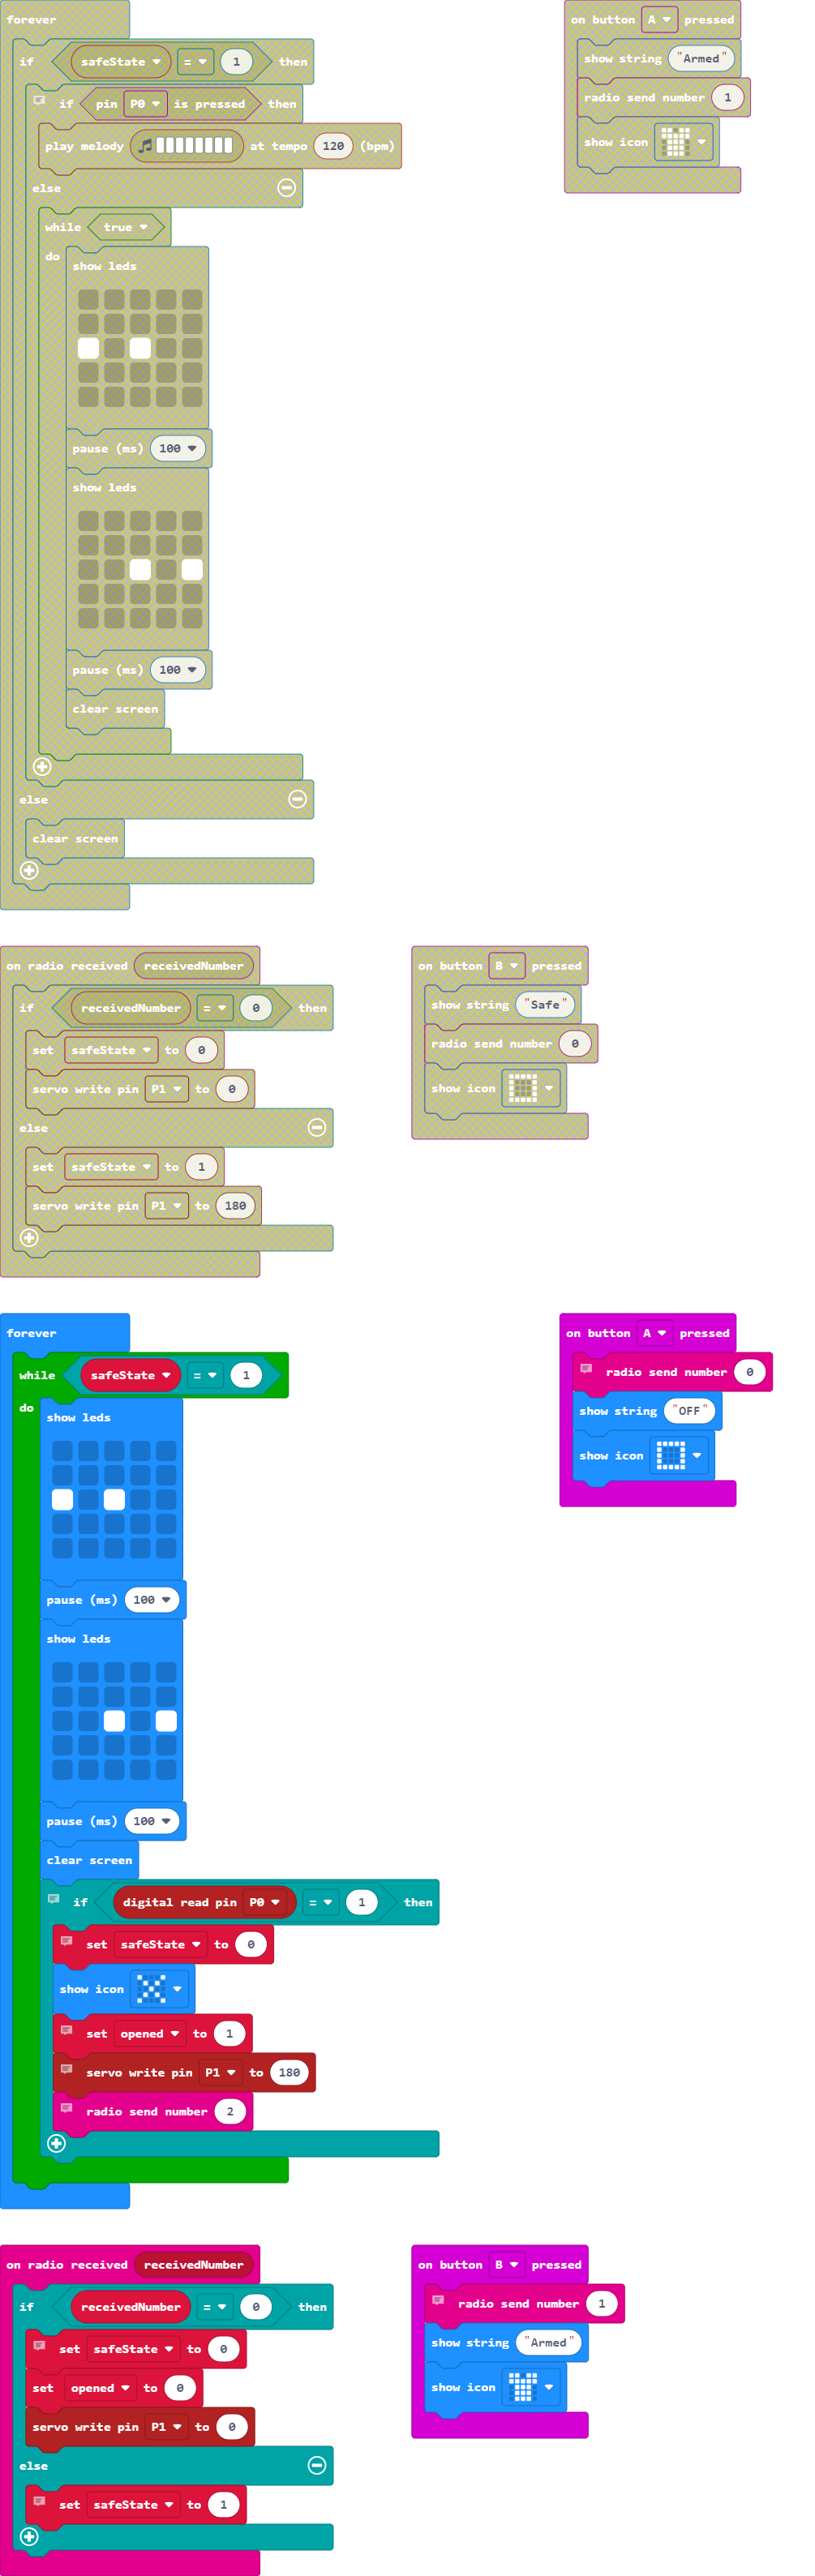 forever
if safeState = 1 then
if pin P0 is pressed then
play melody at tempo 120 (bpm)
else
while true
do
show leds
pause (ms) 100
show leds
pause (ms) 100
clear screen
else
clear screen
on button A pressed
show string "Armed"
radio send number 1
show icon
on radio received receivedNumber
if receivedNumber = 0 then
set safeState to 0
servo write pin P1 to 0
else
set safeState to 1
servo write pin P1 to 180
on button B pressed
show string "Safe"
radio send number 0
show icon
forever
while safeState = 1
do
show leds
pause (ms) 100
show leds
pause (ms) 100
clear screen
if digital read pin P0 = 1 then
set safeState to 0
show icon
set opened to 1
servo write pin P1 to 180
radio send number 2
on button A pressed
radio send number 0
show string "OFF"
show icon
on radio received receivedNumber
if receivedNumber = 0 then
set safeState to 0
set opened to 0
servo write pin P1 to 0
else
set safeState to 1
on button B pressed
radio send number 1
show string "Armed"
show icon